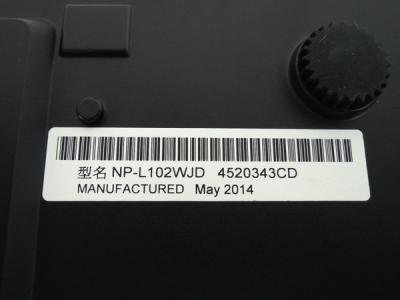 型名 NP-L102WJD 4520343CD
MANUFACTURED May 2014